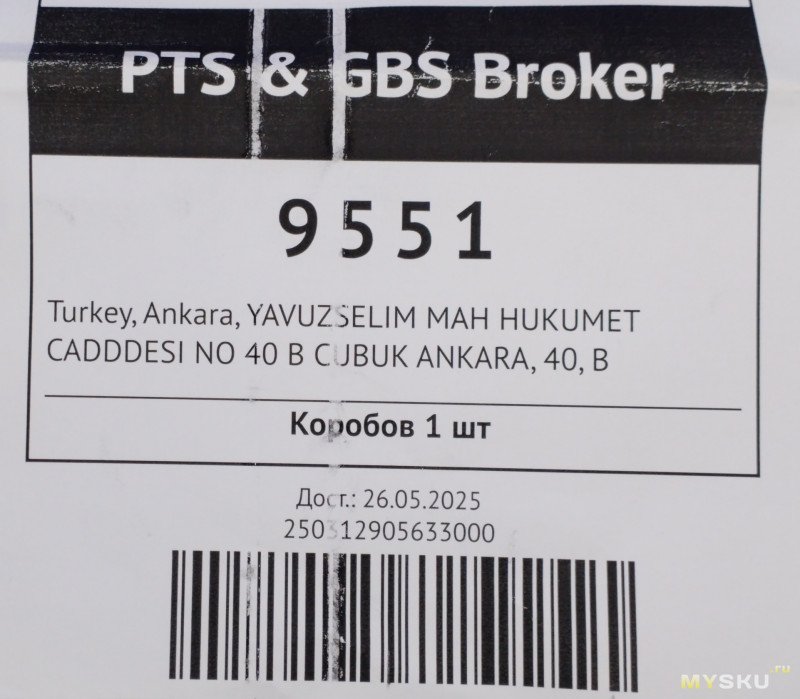 PTS & GBS Broker
9551
Turkey, Ankara, YAVUZSELIM MAH HUKUMET
CADDDESI NO 40 B CUBUK ANKARA, 40, B
Коробов 1 шт
Дост.: 26.05.2025
250312905633000
MYSKU.ru